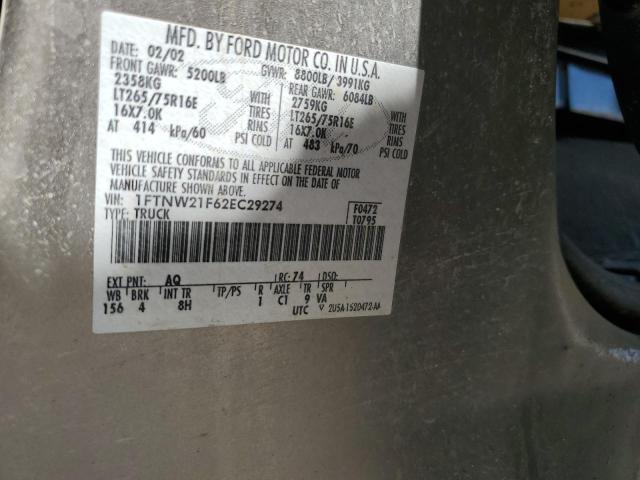 MFD. BY FORD MOTOR CO. IN U.S.A.
DATE: 02/02 GVWR: 8800LB/ 3991KG
FRONT GAWR: 5200LB REAR GAWR: 6084LB
2358KG WITH 2759KG WITH
LT265/75R16E TIRES LT265/75R16E TIRES
16X7.0K RIMS 16X7.0K RIMS
AT 414 kPa/60 PSI COLD AT 483 kPa/70 PSI COLD
THIS VEHICLE CONFORMS TO ALL APPLICABLE FEDERAL MOTOR
VEHICLE SAFETY STANDARDS IN EFFECT ON THE DATE OF
MANUFACTURE SHOWN ABOVE.
VIN: 1FTNW21F62EC29274 F0472
TYPE: TRUCK T0795
EXT PNT: AQ RC: 74 DSO:
WB BRK INT TR TP/PS R AXLE TR SPR
156 4 8H 1 C1 9 VA
UTC 2U5A-1520472-AA